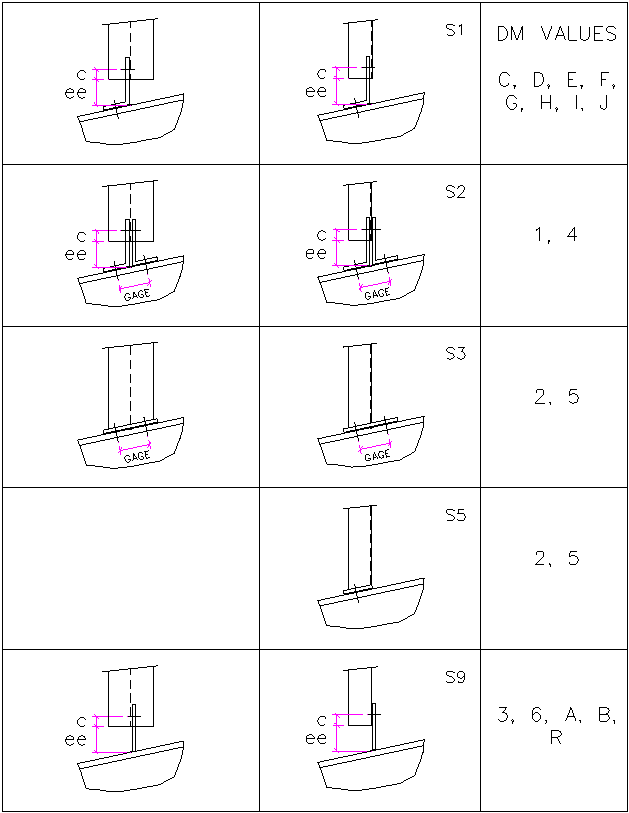 S1
DM VALUES
C, D, E, F,
G, H, I, J
c
ee
c
ee
S2
1, 4
c
ee
GAGE
c
ee
GAGE
S3
2, 5
GAGE
GAGE
S5
2, 5
S9
3, 6, A, B,
R
c
ee
c
ee